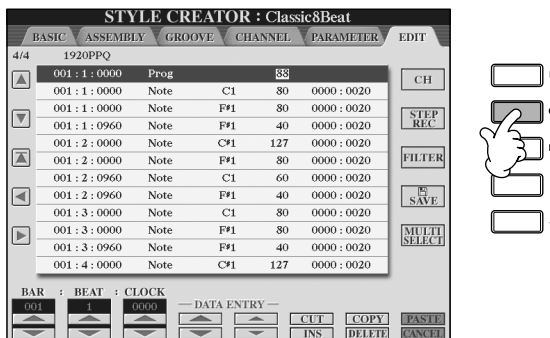 STYLE CREATOR : Classic8Beat
BASIC ASSEMBLY GROOVE CHANNEL PARAMETER EDIT
4/4 1920PPQ
001 : 1 : 0000 Prog 88
001 : 1 : 0000 Note C1 80 0000 : 0020
001 : 1 : 0000 Note F#1 80 0000 : 0020
001 : 1 : 0960 Note F#1 40 0000 : 0020
001 : 2 : 0000 Note C#1 127 0000 : 0020
001 : 2 : 0000 Note F#1 80 0000 : 0020
001 : 2 : 0960 Note C1 60 0000 : 0020
001 : 2 : 0960 Note F#1 40 0000 : 0020
001 : 3 : 0000 Note C1 80 0000 : 0020
001 : 3 : 0000 Note F#1 80 0000 : 0020
001 : 3 : 0960 Note F#1 40 0000 : 0020
001 : 4 : 0000 Note C#1 127 0000 : 0020
CH
STEP
REC
FILTER
SAVE
MULTI
SELECT
BAR : BEAT : CLOCK
001 1 0000
DATA ENTRY
CUT COPY PASTE
INS DELETE CANCEL